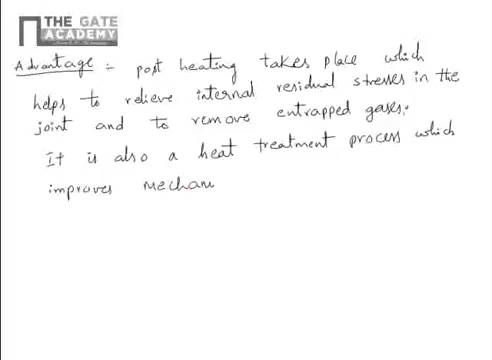 THE GATE
ACADEMY
Advantage :- post heating takes place which
helps to relieve internal residual stresses in the
joint and to remove entrapped gases.
It is also a heat treatment process which
improves Mechan